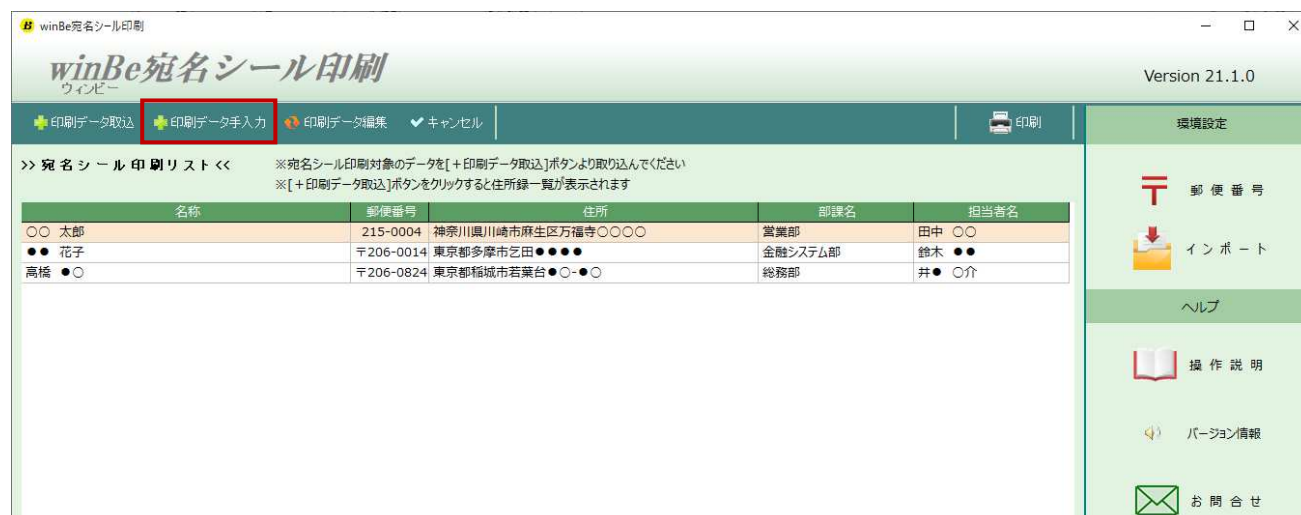 winBe宛名シール印刷
winBe宛名シール印刷
ウィンビー
Version 21.1.0
印刷データ取込 印刷データ手入力 印刷データ編集 キャンセル 印刷 環境設定
>> 宛名シール印刷リスト << ※宛名シール印刷対象のデータを[+印刷データ取込]ボタンより取り込んでください
※[+印刷データ取込]ボタンをクリックすると住所録一覧が表示されます
名称 郵便番号 住所 部課名 担当者名
〇〇 太郎 215-0004 神奈川県川崎市麻生区万福寺〇〇〇〇 営業部 田中 〇〇
●● 花子 〒206-0014 東京都多摩市乞田●●●● 金融システム部 鈴木 ●●
高橋 ●〇 〒206-0824 東京都稲城市若葉台●〇-●〇 総務部 井● 〇介
郵便番号
インポート
ヘルプ
操作説明
バージョン情報
お問合せ